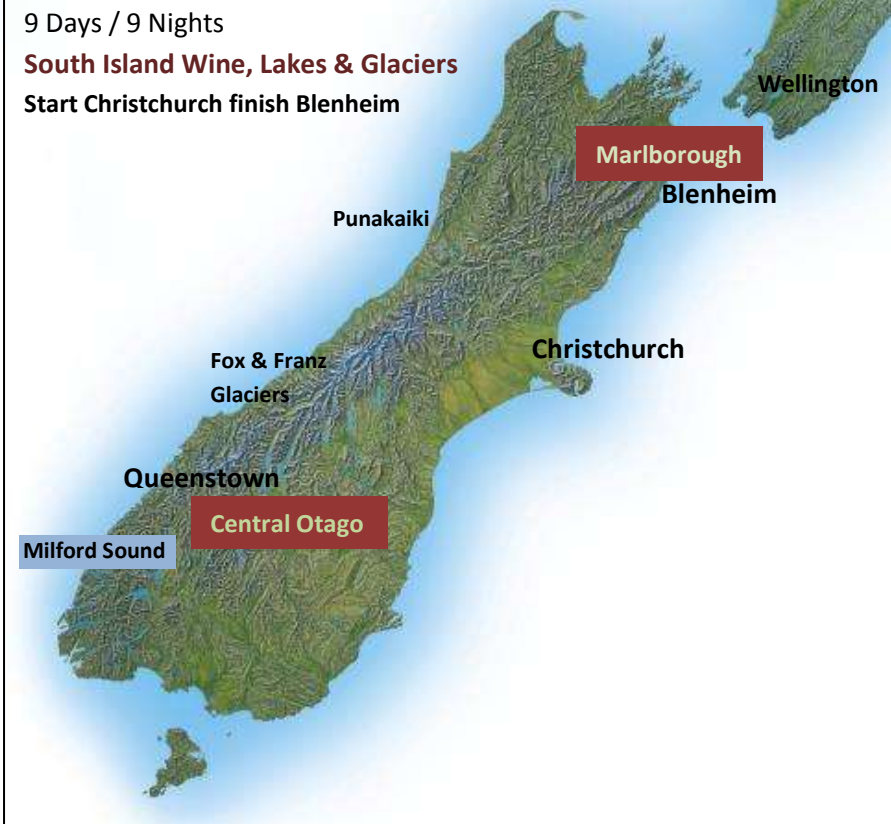 9 Days / 9 Nights
South Island Wine, Lakes & Glaciers
Start Christchurch finish Blenheim
Wellington
Marlborough
Blenheim
Punakaiki
Christchurch
Fox & Franz
Glaciers
Queenstown
Central Otago
Milford Sound